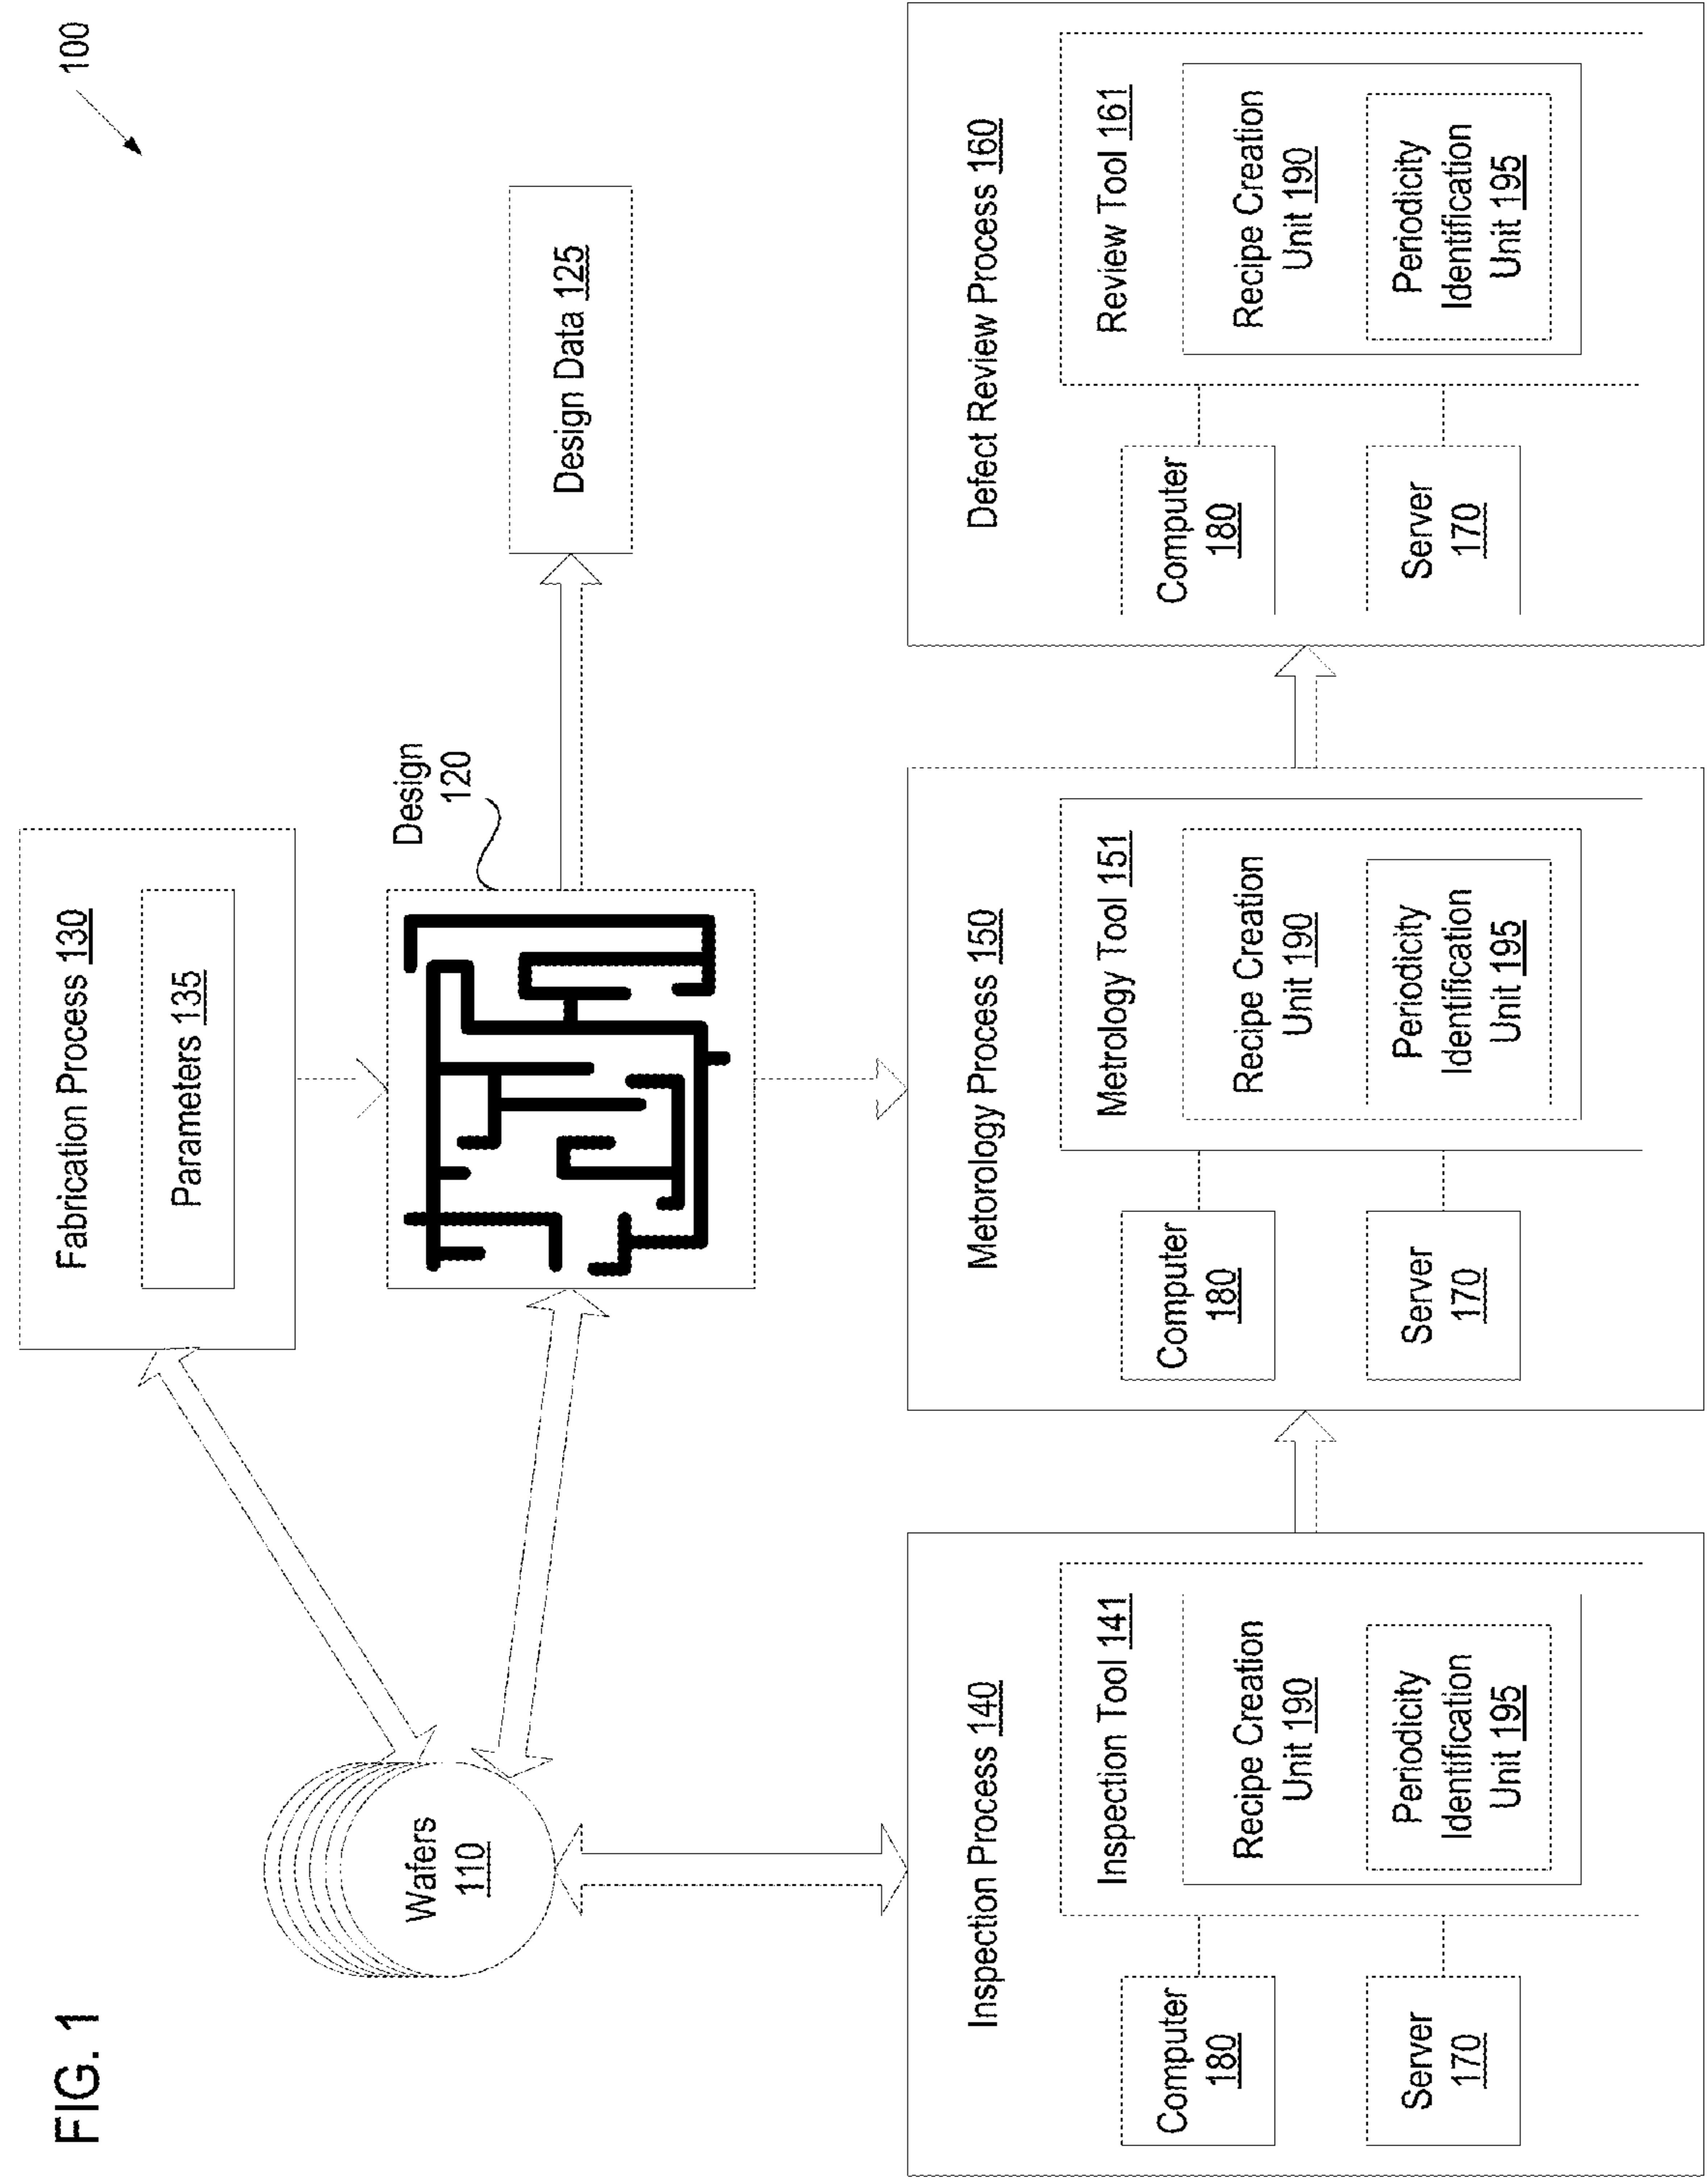 FIG. 1
100
Fabrication Process 130
Parameters 135
Wafers
110
Design
120
Design Data 125
Inspection Process 140
Inspection Tool 141
Computer
180
Server
170
Recipe Creation
Unit 190
Periodicity
Identification
Unit 195
Metorology Process 150
Metrology Tool 151
Computer
180
Server
170
Recipe Creation
Unit 190
Periodicity
Identification
Unit 195
Defect Review Process 160
Review Tool 161
Computer
180
Server
170
Recipe Creation
Unit 190
Periodicity
Identification
Unit 195